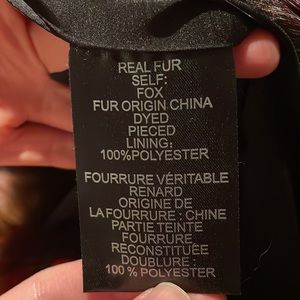 REAL FUR
SELF:
FOX
FUR ORIGIN CHINA
DYED
PIECED
LINING:
100%POLYESTER
FOURRURE VÉRITABLE
RENARD
ORIGINE DE
LA FOURRURE : CHINE
PARTIE TEINTE
FOURRURE
RECONSTITUÉE
DOUBLURE :
100 % POLYESTER